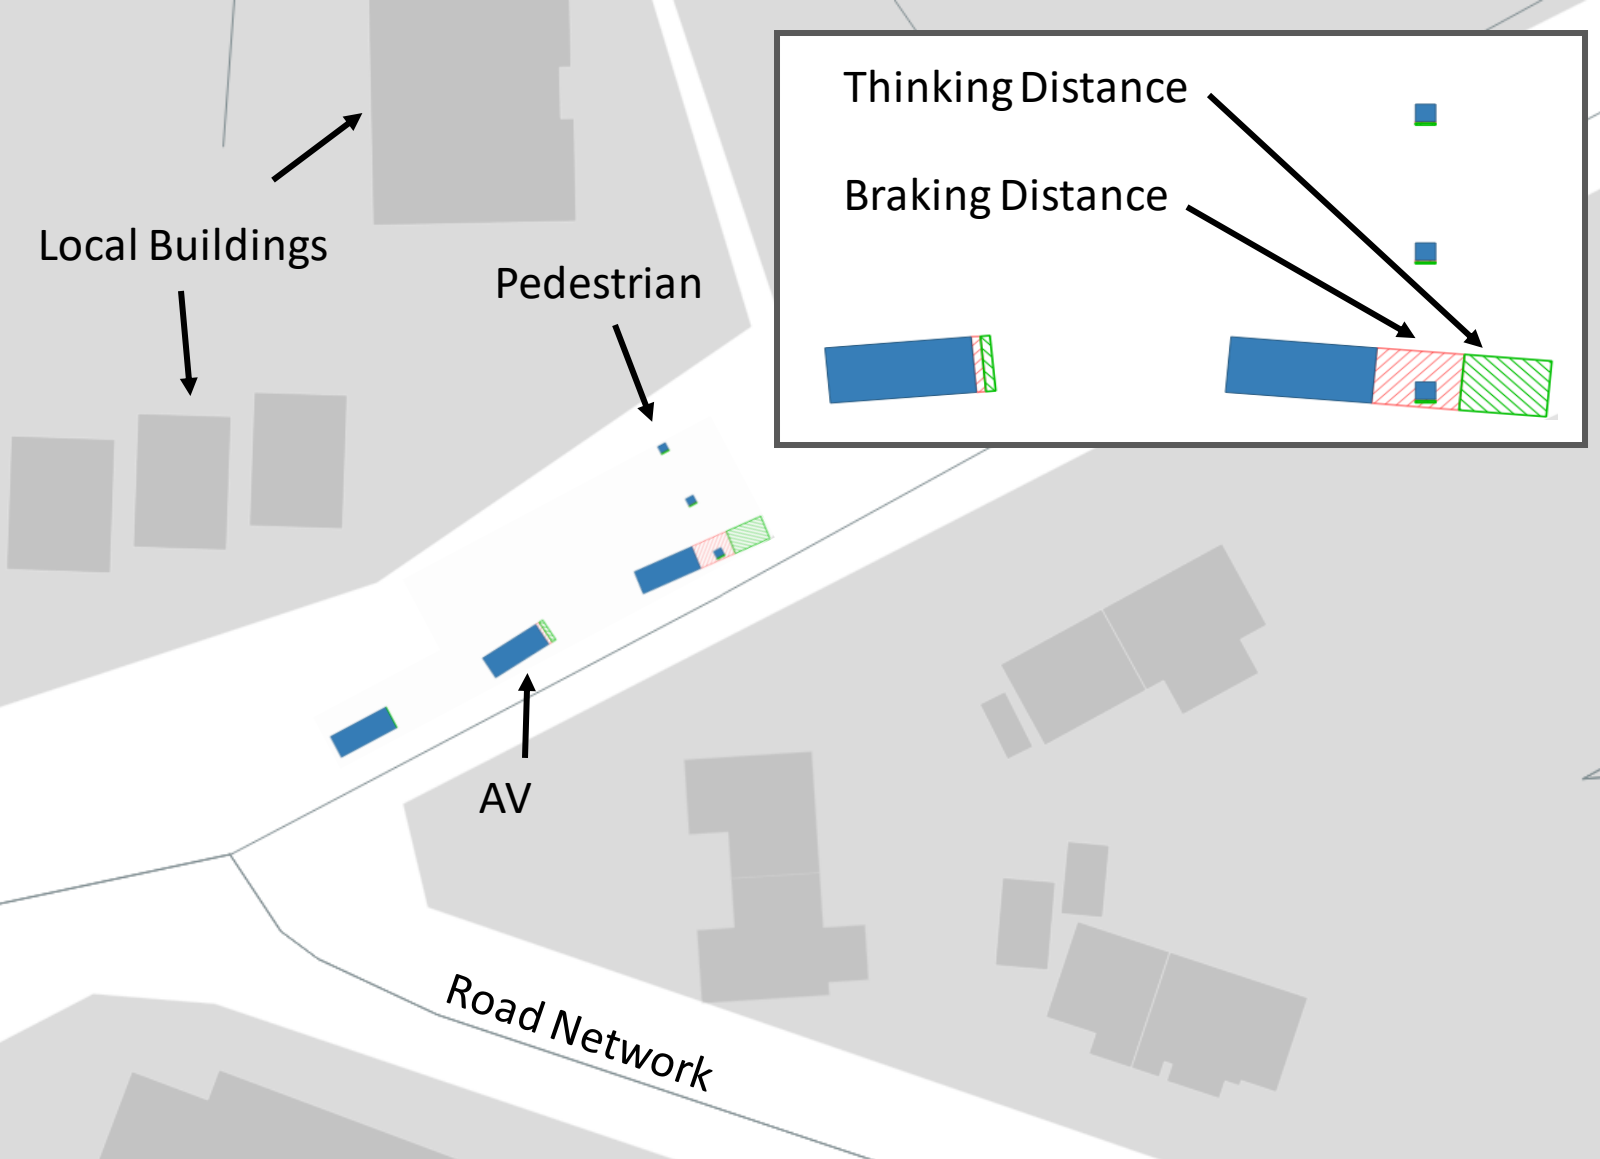 Thinking Distance
Braking Distance
Local Buildings
Pedestrian
AV
Road Network